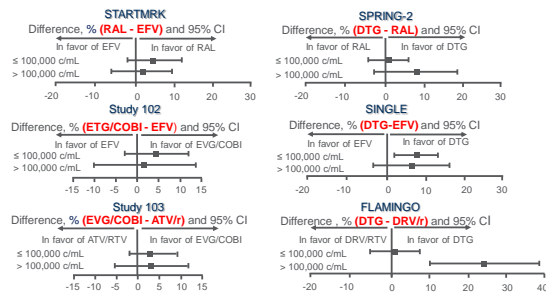 STARTMRK
Difference, % (RAL - EFV) and 95% CI
In favor of EFV In favor of RAL
≤ 100,000 c/mL
> 100,000 c/mL
-20 -10 0 10 20 30
Study 102
Difference, % (ETG/COBI - EFV) and 95% CI
In favor of EFV In favor of EVG/COBI
≤ 100,000 c/mL
> 100,000 c/mL
-15 -10 -5 0 5 10 15
Study 103
Difference, % (EVG/COBI - ATV/r) and 95% CI
In favor of ATV/RTV In favor of EVG/COBI
≤ 100,000 c/mL
> 100,000 c/mL
-15 -10 -5 0 5 10 15
SPRING-2
Difference, % (DTG - RAL) and 95% CI
In favor of RAL In favor of DTG
≤ 100,000 c/mL
> 100,000 c/mL
-20 -10 0 10 20 30
SINGLE
Difference, % (DTG-EFV) and 95% CI
In favor of EFV In favor of DTG
≤ 100,000 c/mL
> 100,000 c/mL
-20 -10 0 10 20 30
FLAMINGO
Difference, % (DTG - DRV/r) and 95% CI
In favor of DRV/RTV In favor of DTG
≤ 100,000 c/mL
> 100,000 c/mL
-20 -10 0 10 20 30 40